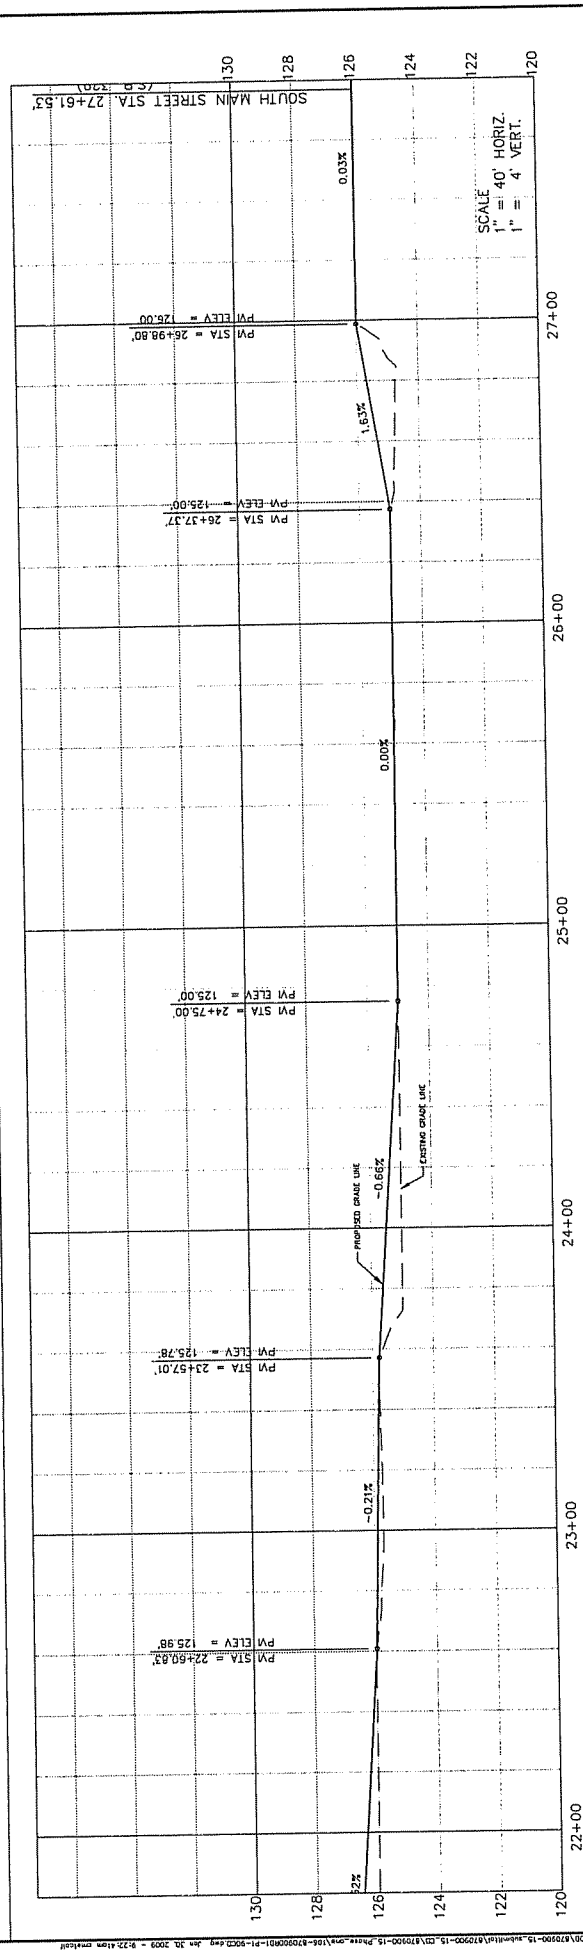 SOUTH MAIN STREET STA. 27+61.53'
(S.R. 320)
130
128
126
124
122
120
SCALE
1" = 40' HORIZ.
1" = 4' VERT.
0.03%
PVI STA = 26+98.80'
PVI ELEV = 126.00'
27+00
1.63%
PVI STA = 26+37.37'
PVI ELEV = 125.00'
26+00
0.00%
25+00
PVI STA = 24+75.00'
PVI ELEV = 125.00'
EXISTING GRADE LINE
PROPOSED GRADE LINE
-0.66%
24+00
PVI STA = 23+57.01'
PVI ELEV = 125.78'
-0.21%
23+00
PVI STA = 22+60.83'
PVI ELEV = 125.98'
22+00
52%
130
128
126
124
122
120